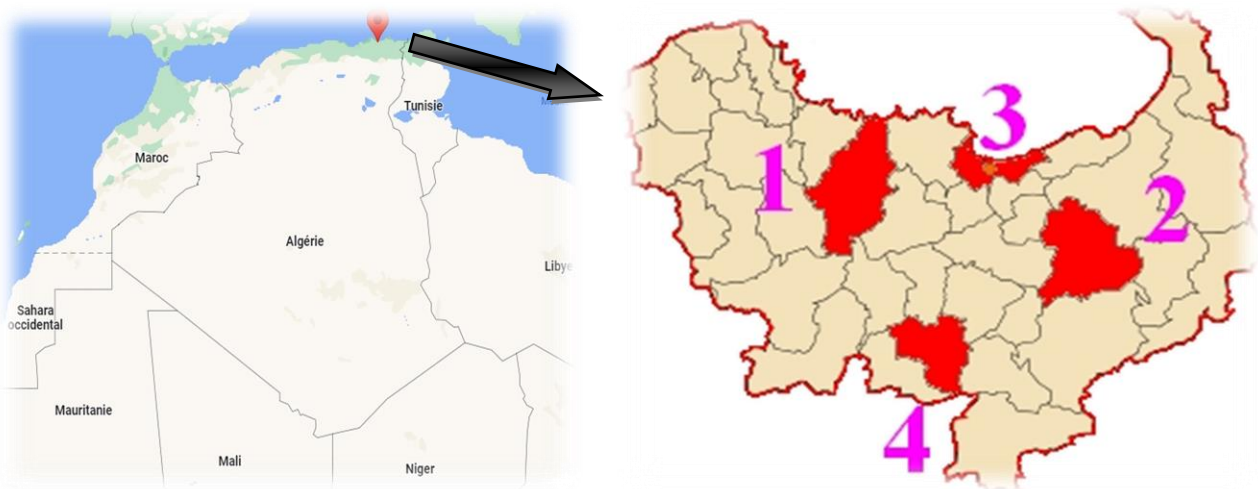 Tunisie
Maroc
Algérie
Libye
Sahara
occidental
Mauritanie
Mali
Niger
1
2
3
4